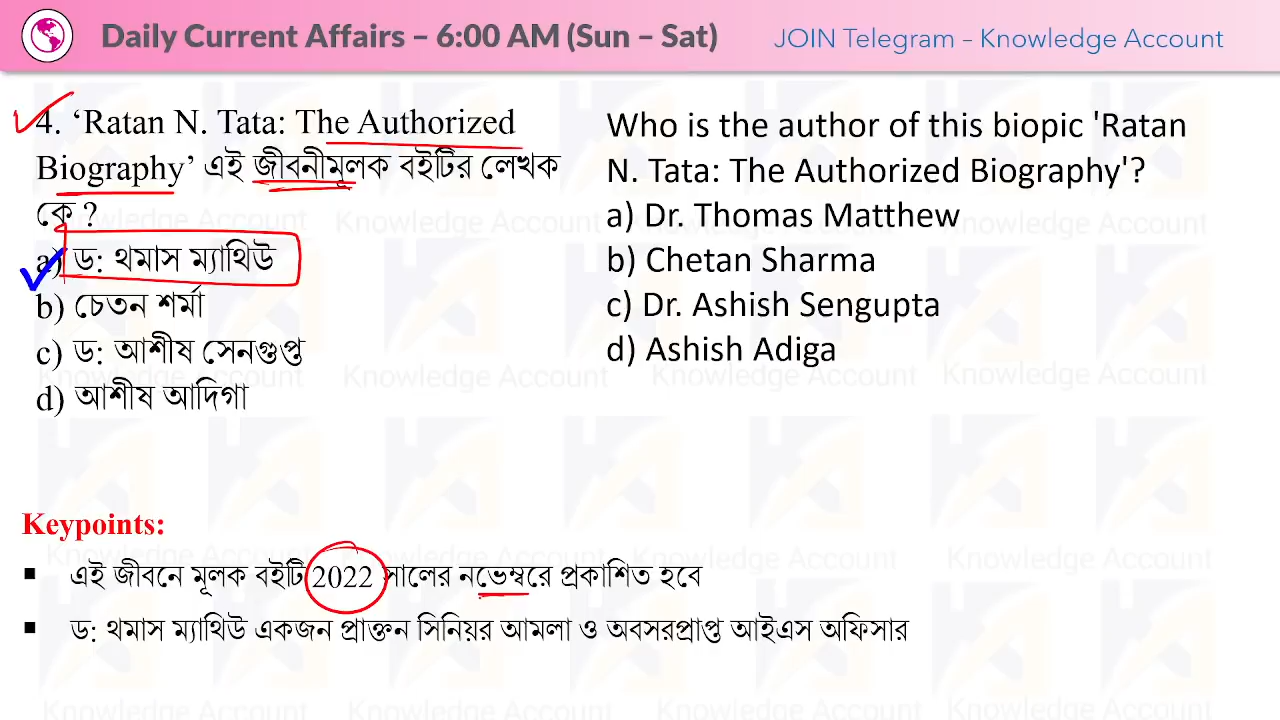 Daily Current Affairs – 6:00 AM (Sun – Sat)
JOIN Telegram – Knowledge Account
4. ‘Ratan N. Tata: The Authorized
Biography’ এই জীবনীমূলক বইটির লেখক
কে ?
a) ড: থমাস ম্যাথিউ
b) চেতন শর্মা
c) ড: আশীষ সেনগুপ্ত
d) আশীষ আদিগা
Who is the author of this biopic 'Ratan
N. Tata: The Authorized Biography'?
a) Dr. Thomas Matthew
b) Chetan Sharma
c) Dr. Ashish Sengupta
d) Ashish Adiga
Keypoints:
▪ এই জীবনে মূলক বইটি 2022 সালের নভেম্বরে প্রকাশিত হবে
▪ ড: থমাস ম্যাথিউ একজন প্রাক্তন সিনিয়র আমলা ও অবসরপ্রাপ্ত আইএস অফিসার